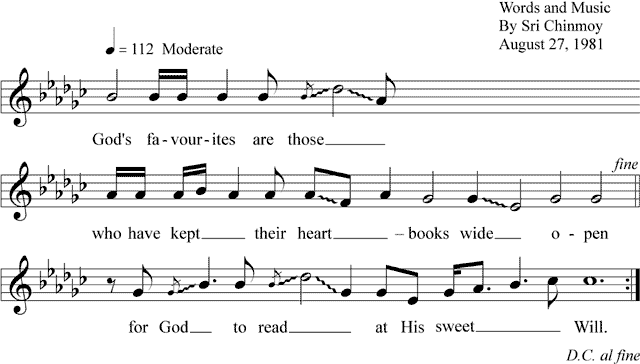 Words and Music
By Sri Chinmoy
August 27, 1981
= 112 Moderate
God's fa-vour-ites are those
fine
who have kept their heart – books wide o - pen
for God to read at His sweet Will.
D.C. al fine